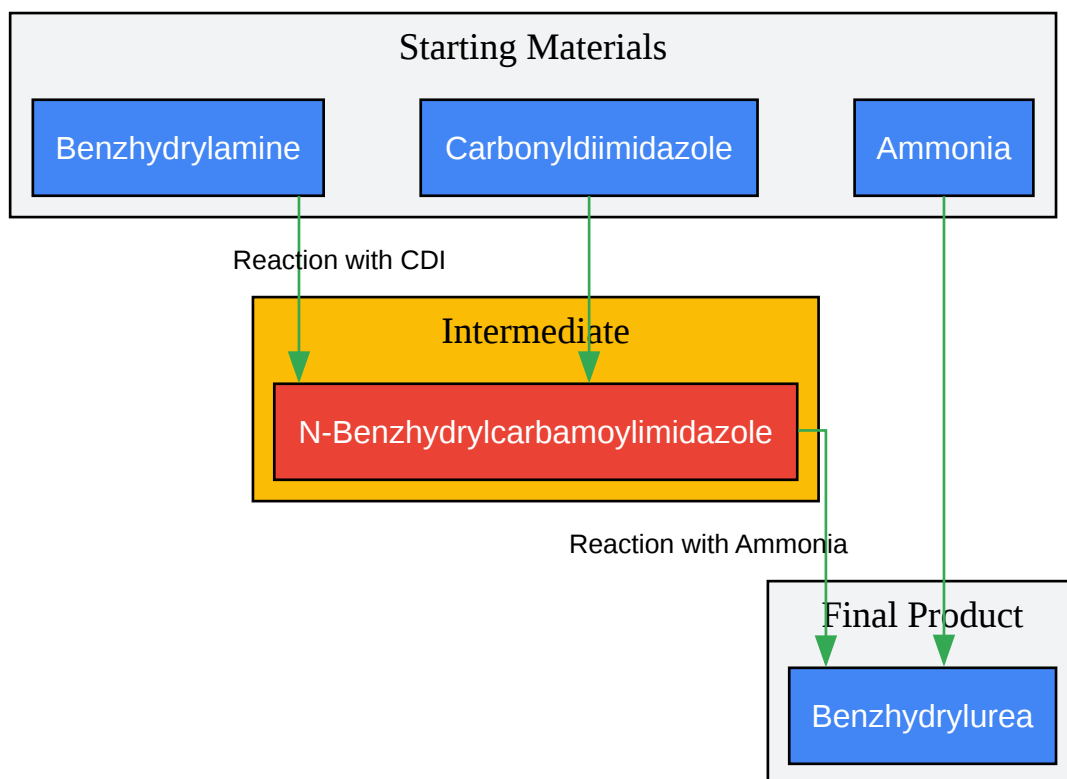 Starting Materials
Benzhydrylamine
Carbonyldiimidazole
Ammonia
Reaction with CDI
Intermediate
N-Benzhydrylcarbamoylimidazole
Reaction with Ammonia
Final Product
Benzhydrylurea